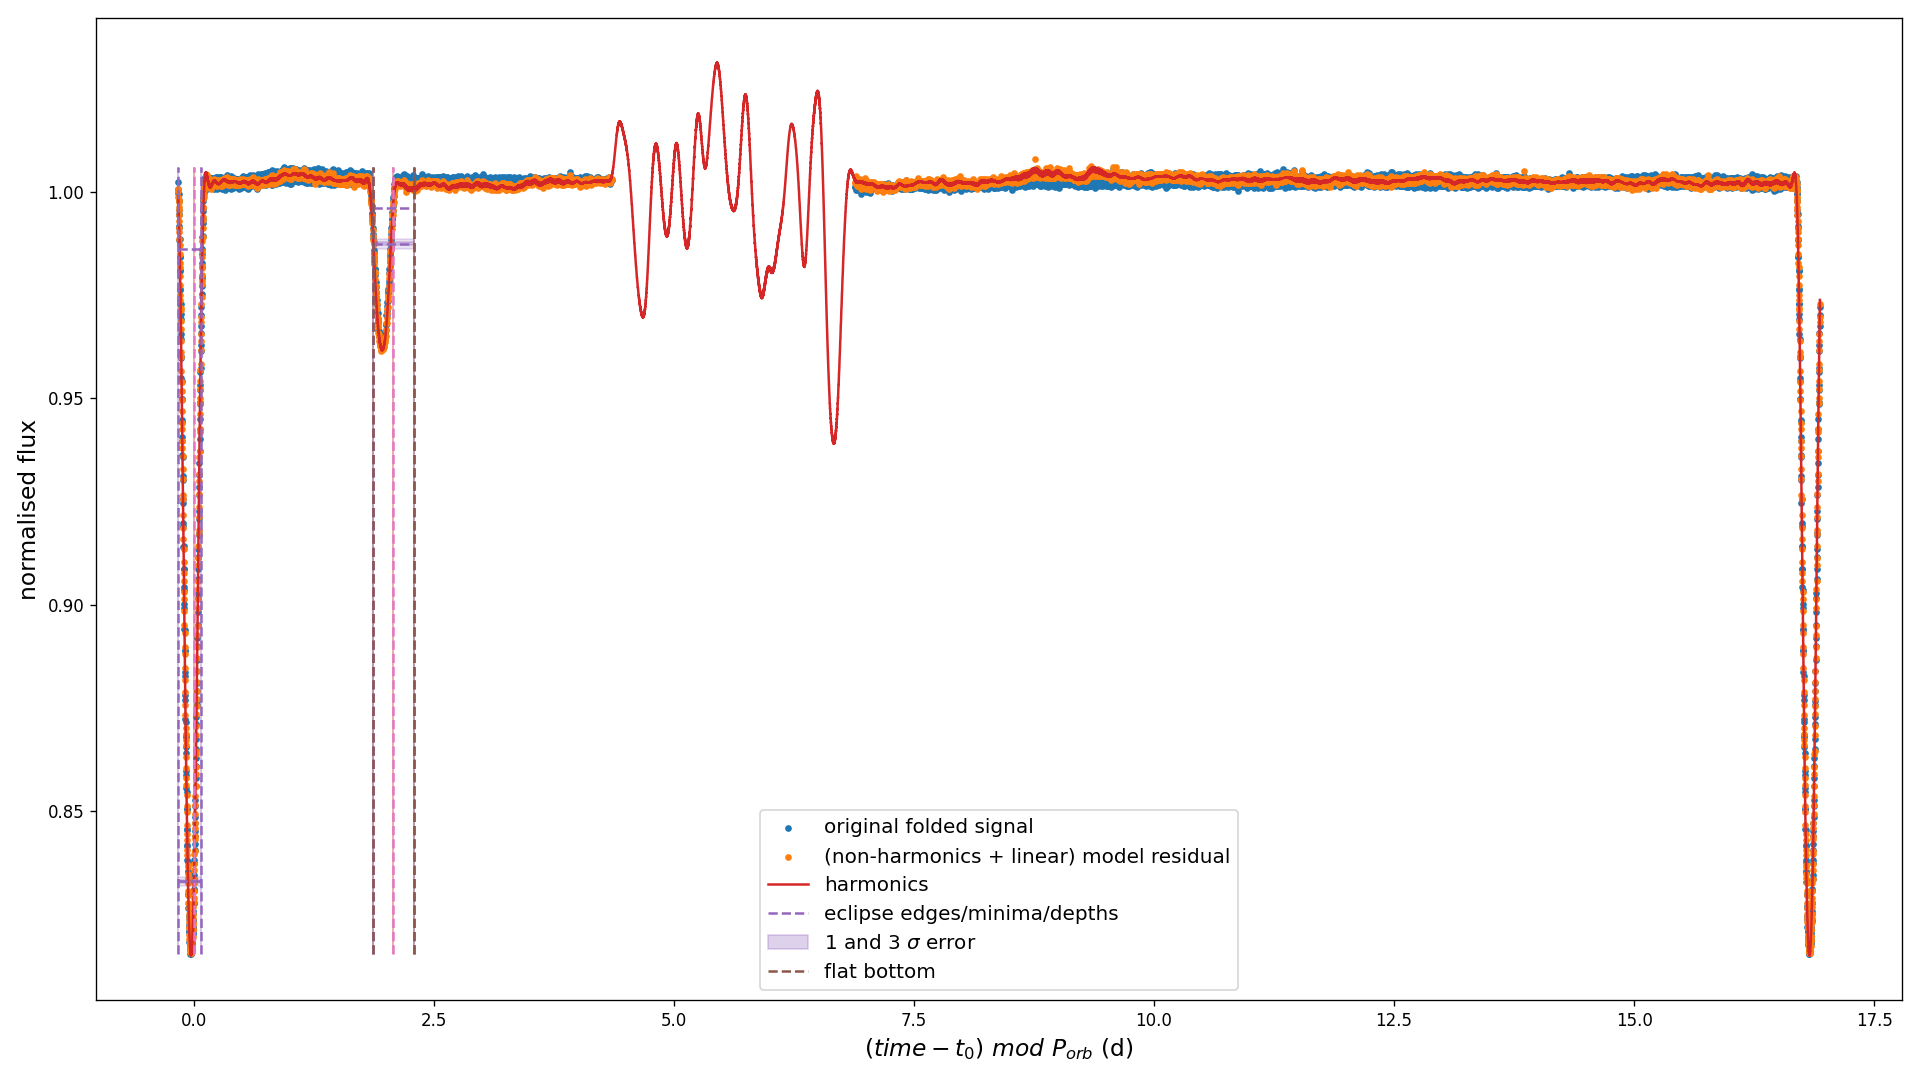 normalised flux
1.00
0.95
0.90
0.85
original folded signal
(non-harmonics + linear) model residual
harmonics
eclipse edges/minima/depths
1 and 3 σ error
flat bottom
0.0 2.5 5.0 7.5 10.0 12.5 15.0 17.5
(time − t₀) mod Pₒᵣb (d)